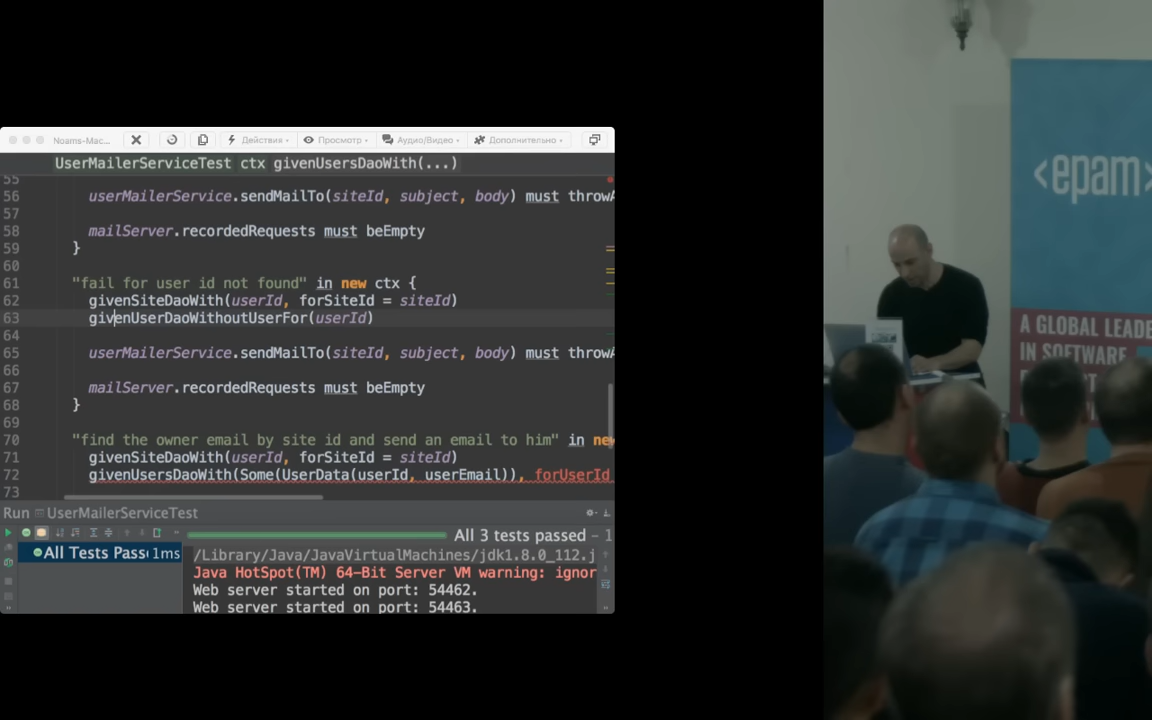 Noams-Mac...
Действия
Просмотр
Аудио/Видео
Дополнительно
UserMailerServiceTest ctx givenUsersDaoWith(...)
55
56 userMailerService.sendMailTo(siteId, subject, body) must throwA
57
58 mailServer.recordedRequests must beEmpty
59 }
60
61 "fail for user id not found" in new ctx {
62 givenSiteDaoWith(userId, forSiteId = siteId)
63 givenUserDaoWithoutUserFor(userId)
64
65 userMailerService.sendMailTo(siteId, subject, body) must throwA
66
67 mailServer.recordedRequests must beEmpty
68 }
69
70 "find the owner email by site id and send an email to him" in new
71 givenSiteDaoWith(userId, forSiteId = siteId)
72 givenUsersDaoWith(Some(UserData(userId, userEmail)), forUserId
73
Run UserMailerServiceTest
All 3 tests passed – 1
All Tests Pass 1ms
/Library/Java/JavaVirtualMachines/jdk1.8.0_112.j
Java HotSpot(TM) 64-Bit Server VM warning: ignor
Web server started on port: 54462.
Web server started on port: 54463.
<epam>
A GLOBAL LEADE
IN SOFTWARE